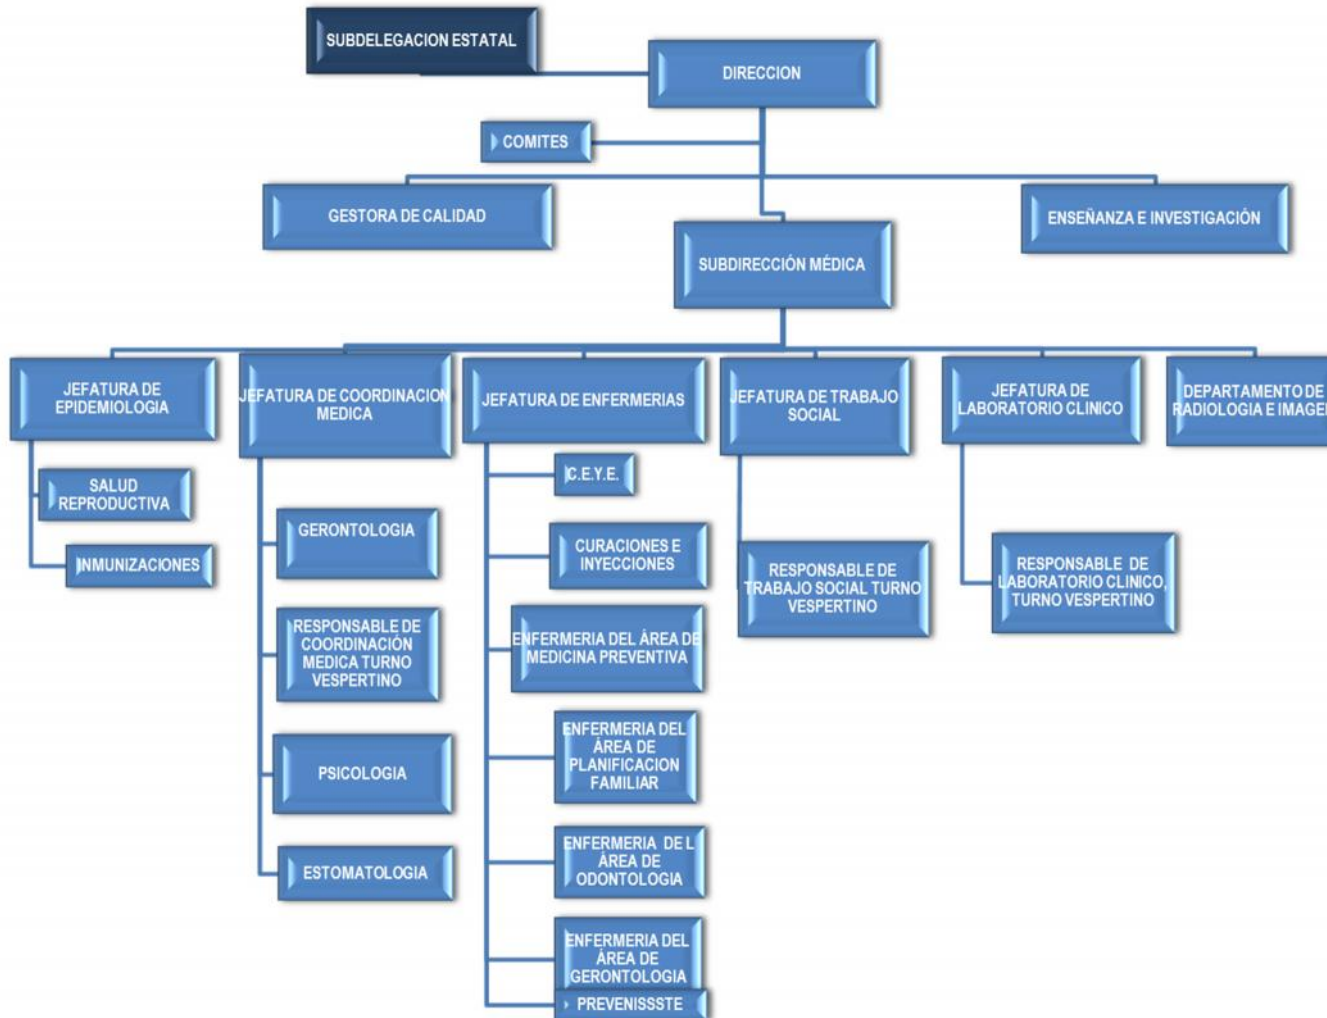 SUBDELEGACION ESTATAL
DIRECCION
COMITES
GESTORA DE CALIDAD
ENSEÑANZA E INVESTIGACIÓN
SUBDIRECCIÓN MÉDICA
JEFATURA DE
EPIDEMIOLOGIA
JEFATURA DE COORDINACION
MEDICA
JEFATURA DE ENFERMERIAS
JEFATURA DE TRABAJO
SOCIAL
JEFATURA DE
LABORATORIO CLINICO
DEPARTAMENTO DE
RADIOLOGIA E IMAGEN
SALUD
REPRODUCTIVA
INMUNIZACIONES
GERONTOLOGIA
RESPONSABLE DE
COORDINACIÓN
MEDICA TURNO
VESPERTINO
PSICOLOGIA
ESTOMATOLOGIA
C.E.Y.E.
CURACIONES E
INYECCIONES
ENFERMERIA DEL ÁREA DE
MEDICINA PREVENTIVA
ENFERMERIA DEL
ÁREA DE
PLANIFICACION
FAMILIAR
ENFERMERIA DE L
ÁREA DE
ODONTOLOGIA
ENFERMERIA DEL
ÁREA DE
GERONTOLOGIA
PREVENISSSTE
RESPONSABLE DE
TRABAJO SOCIAL TURNO
VESPERTINO
RESPONSABLE DE
LABORATORIO CLINICO,
TURNO VESPERTINO